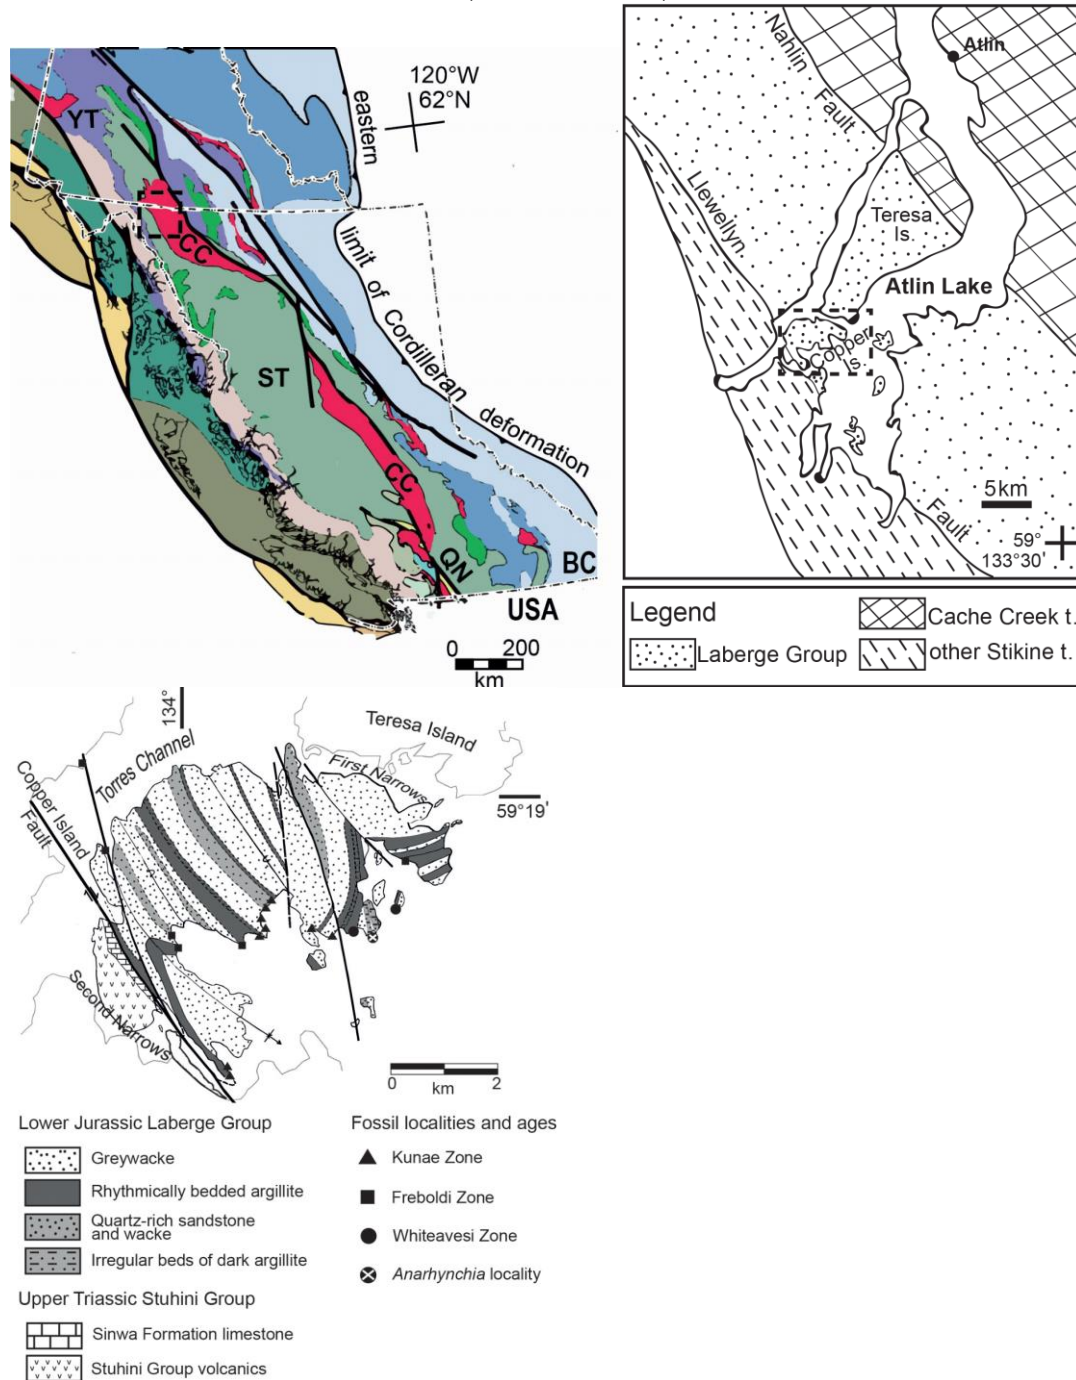 120°W
62°N
eastern
limit of Cordilleran deformation
YT
CC
ST
CC
QN
BC
USA
0 200
km
Nahlin
Fault
Atlin
Llewellyn
Teresa
Is.
Atlin Lake
Copper
Is.
5km
Fault
59°
133°30'
Legend
Laberge Group
Cache Creek t.
other Stikine t.
134°
Teresa Island
Torres Channel
First Narrows
59°19'
Copper Island
Fault
Second Narrows
0 2
km
Lower Jurassic Laberge Group
Greywacke
Rhythmically bedded argillite
Quartz-rich sandstone
and wacke
Irregular beds of dark argillite
Upper Triassic Stuhini Group
Sinwa Formation limestone
Stuhini Group volcanics
Fossil localities and ages
Kunae Zone
Freboldi Zone
Whiteavesi Zone
Anarhynchia locality